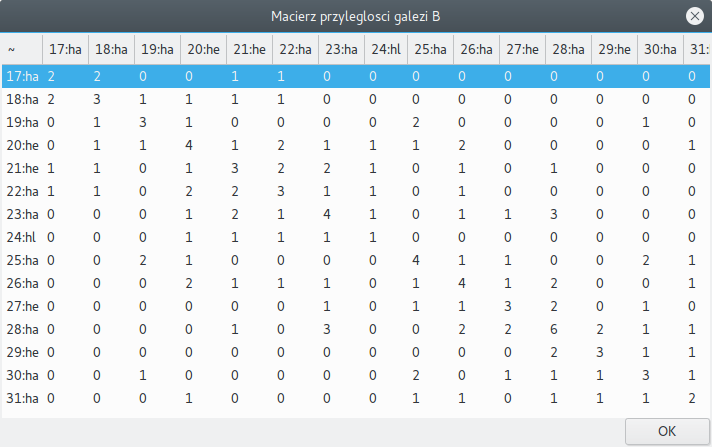 Macierz przyleglosci galezi B
~ 17:ha 18:ha 19:ha 20:he 21:he 22:ha 23:ha 24:hl 25:ha 26:ha 27:he 28:ha 29:he 30:ha 31:
17:ha 2 2 0 0 1 1 0 0 0 0 0 0 0 0 0
18:ha 2 3 1 1 1 1 0 0 0 0 0 0 0 0 0
19:ha 0 1 3 1 0 0 0 0 2 0 0 0 0 1 0
20:he 0 1 1 4 1 2 1 1 1 2 0 0 0 0 1
21:he 1 1 0 1 3 2 2 1 0 1 0 1 0 0 0
22:ha 1 1 0 2 2 3 1 1 0 1 0 0 0 0 0
23:ha 0 0 0 1 2 1 4 1 0 1 1 3 0 0 0
24:hl 0 0 0 1 1 1 1 1 0 0 0 0 0 0 0
25:ha 0 0 2 1 0 0 0 0 4 1 1 0 0 2 1
26:ha 0 0 0 2 1 1 1 0 1 4 1 2 0 0 1
27:he 0 0 0 0 0 0 1 0 1 1 3 2 0 1 0
28:ha 0 0 0 0 1 0 3 0 0 2 2 6 2 1 1
29:he 0 0 0 0 0 0 0 0 0 0 0 2 3 1 1
30:ha 0 0 1 0 0 0 0 0 2 0 1 1 1 3 1
31:ha 0 0 0 1 0 0 0 0 1 1 0 1 1 1 2
OK